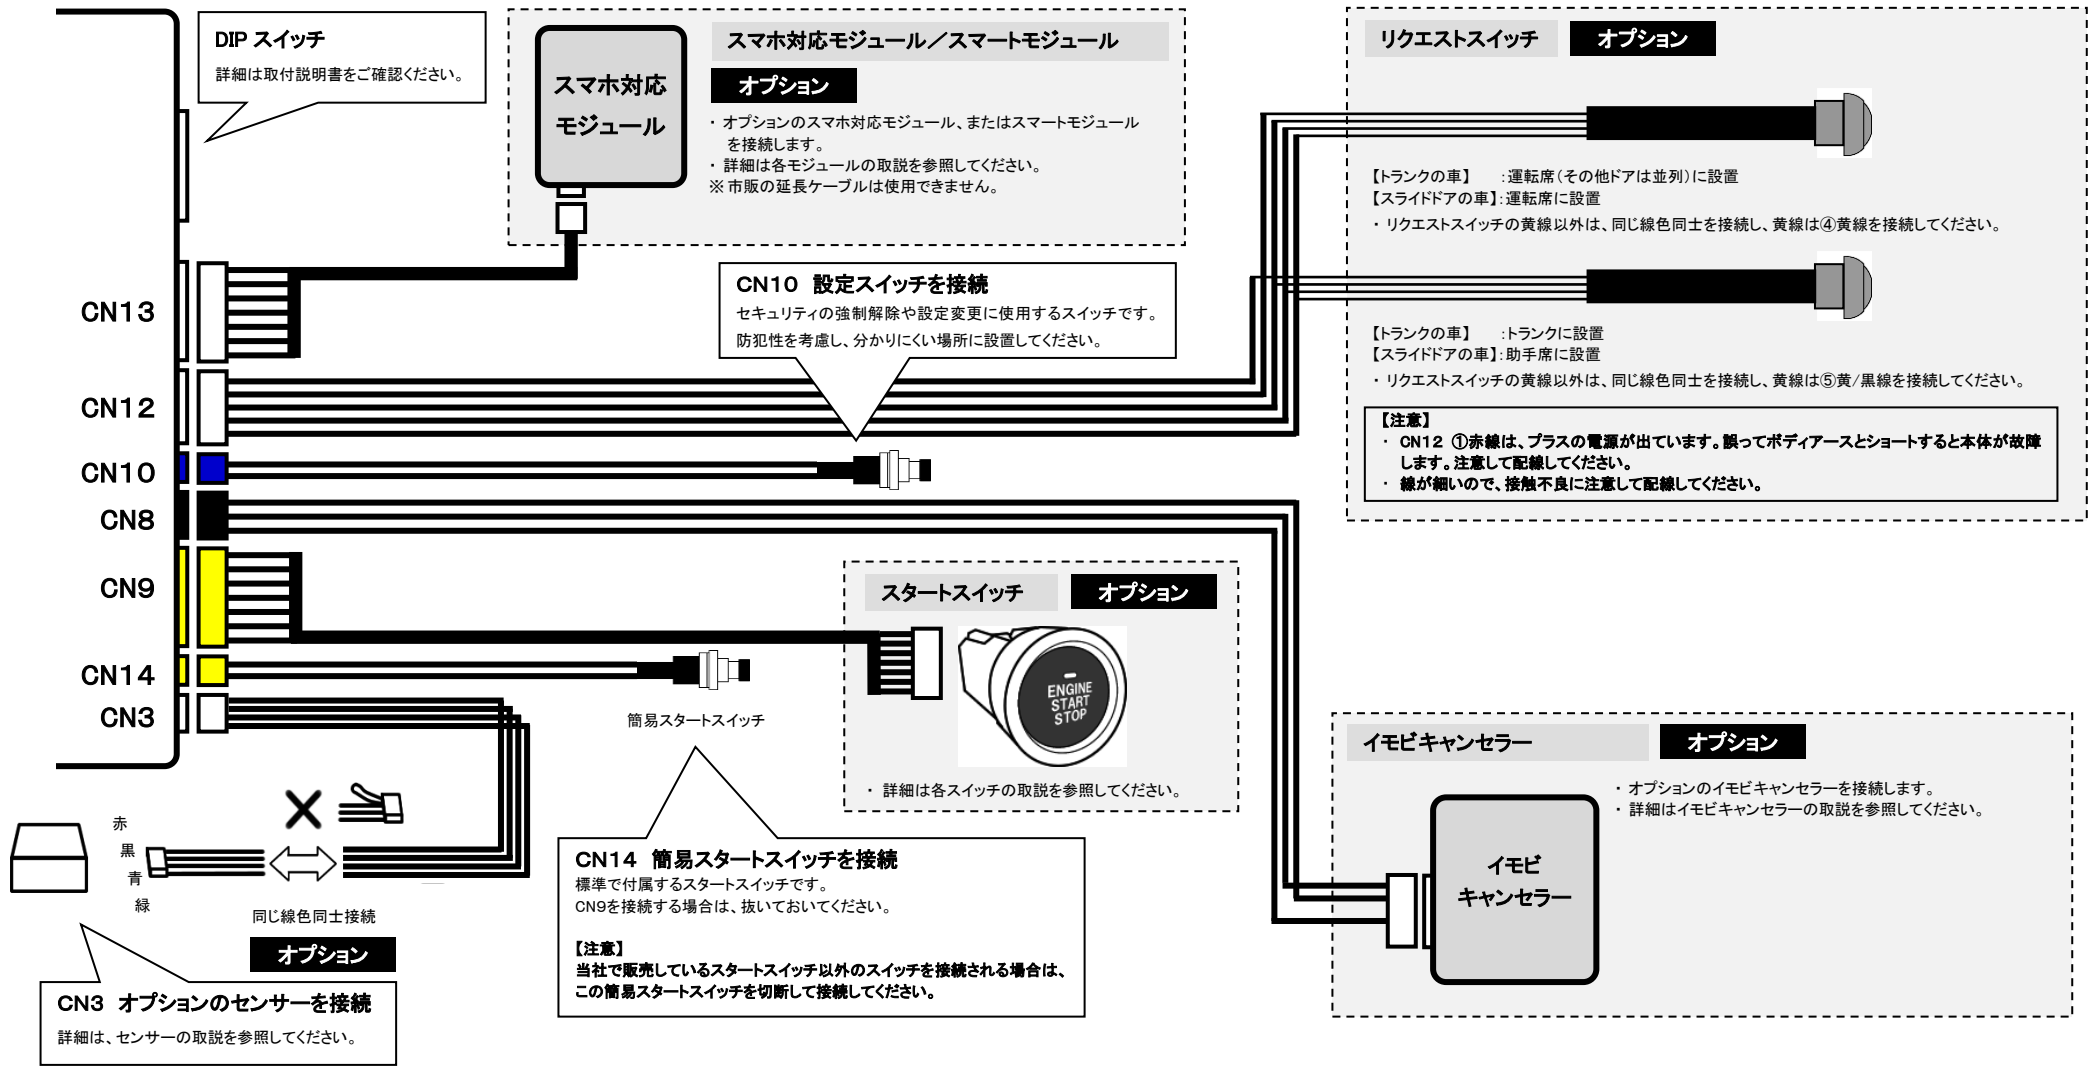 DIP スイッチ
詳細は取付説明書をご確認ください。
スマホ対応
モジュール
スマホ対応モジュール／スマートモジュール
オプション
・ オプションのスマホ対応モジュール、またはスマートモジュール
を接続します。
・ 詳細は各モジュールの取説を参照してください。
※ 市販の延長ケーブルは使用できません。
リクエストスイッチ
オプション
【トランクの車】　：運転席（その他ドアは並列）に設置
【スライドドアの車】：運転席に設置
・ リクエストスイッチの黄線以外は、同じ線色同士を接続し、黄線は④黄線を接続してください。
【トランクの車】　：トランクに設置
【スライドドアの車】：助手席に設置
・ リクエストスイッチの黄線以外は、同じ線色同士を接続し、黄線は⑤黄/黒線を接続してください。
【注意】
・ CN12 ①赤線は、プラスの電源が出ています。誤ってボディアースとショートすると本体が故障
します。注意して配線してください。
・ 線が細いので、接触不良に注意して配線してください。
CN13
CN10　設定スイッチを接続
セキュリティの強制解除や設定変更に使用するスイッチです。
防犯性を考慮し、分かりにくい場所に設置してください。
CN12
CN10
CN8
CN9
CN14
CN3
スタートスイッチ
オプション
ENGINE
START
STOP
・ 詳細は各スイッチの取説を参照してください。
簡易スタートスイッチ
CN14　簡易スタートスイッチを接続
標準で付属するスタートスイッチです。
CN9を接続する場合は、抜いておいてください。
【注意】
当社で販売しているスタートスイッチ以外のスイッチを接続される場合は、
この簡易スタートスイッチを切断して接続してください。
イモビキャンセラー
オプション
・ オプションのイモビキャンセラーを接続します。
・ 詳細はイモビキャンセラーの取説を参照してください。
イモビ
キャンセラー
赤
黒
青
緑
同じ線色同士接続
オプション
CN3　オプションのセンサーを接続
詳細は、センサーの取説を参照してください。